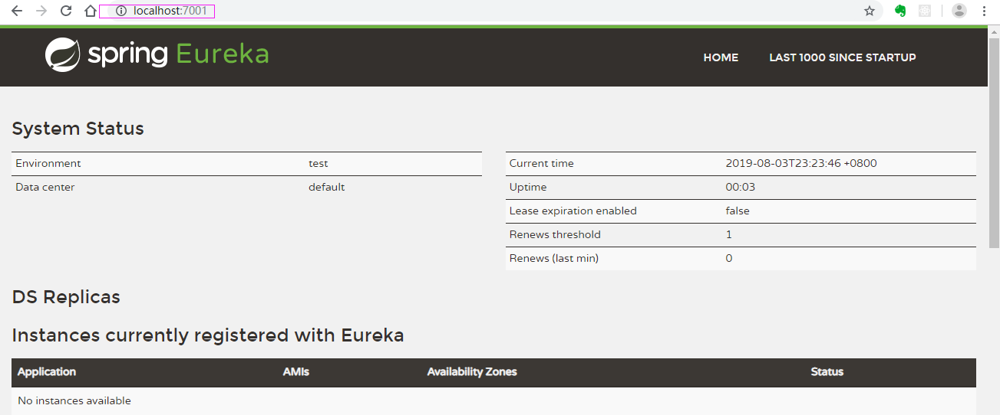 localhost:7001
spring Eureka
HOME LAST 1000 SINCE STARTUP
System Status
Environment test
Data center default
Current time 2019-08-03T23:23:46 +0800
Uptime 00:03
Lease expiration enabled false
Renews threshold 1
Renews (last min) 0
DS Replicas
Instances currently registered with Eureka
Application AMIs Availability Zones Status
No instances available